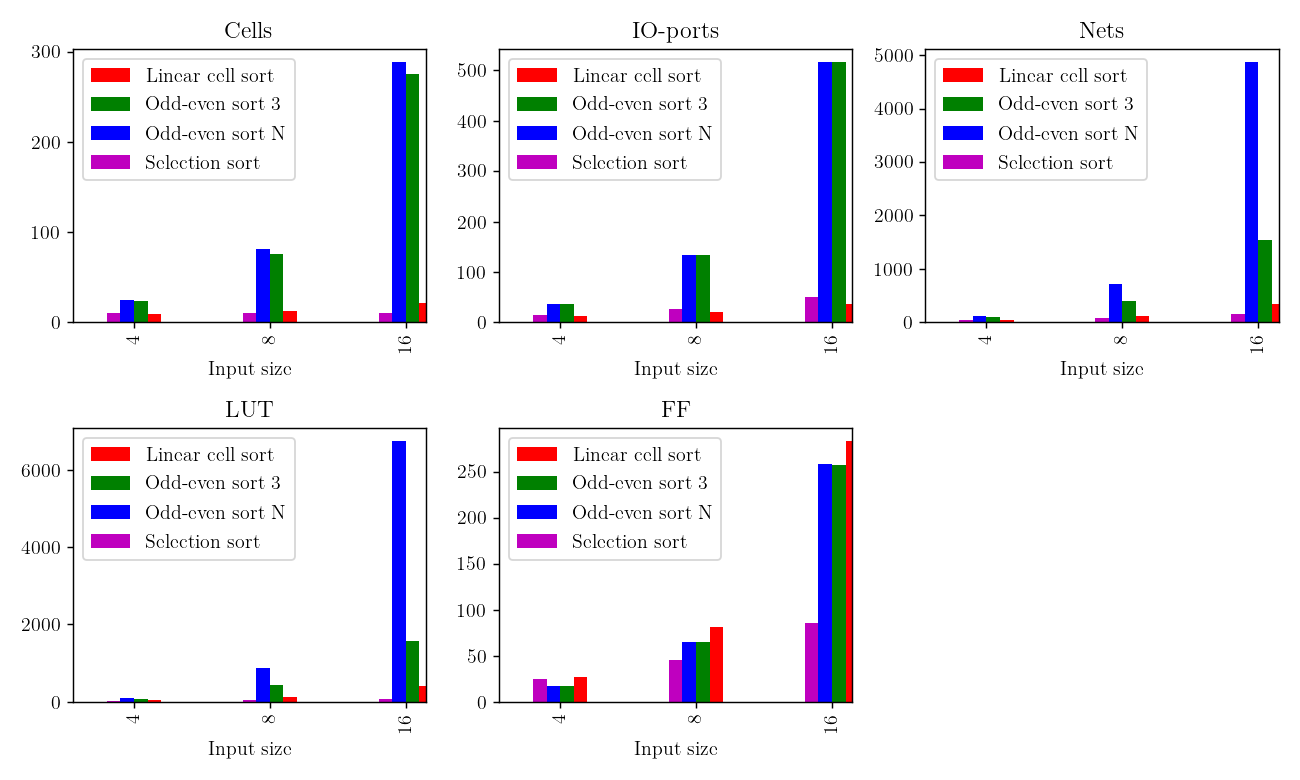 Cells
300
200
100
0
Linear cell sort
Odd-even sort 3
Odd-even sort N
Selection sort
4
8
16
Input size
IO-ports
500
400
300
200
100
0
Linear cell sort
Odd-even sort 3
Odd-even sort N
Selection sort
4
8
16
Input size
Nets
5000
4000
3000
2000
1000
0
Linear cell sort
Odd-even sort 3
Odd-even sort N
Selection sort
4
8
16
Input size
LUT
6000
4000
2000
0
Linear cell sort
Odd-even sort 3
Odd-even sort N
Selection sort
4
8
16
Input size
FF
250
200
150
100
50
0
Linear cell sort
Odd-even sort 3
Odd-even sort N
Selection sort
4
8
16
Input size